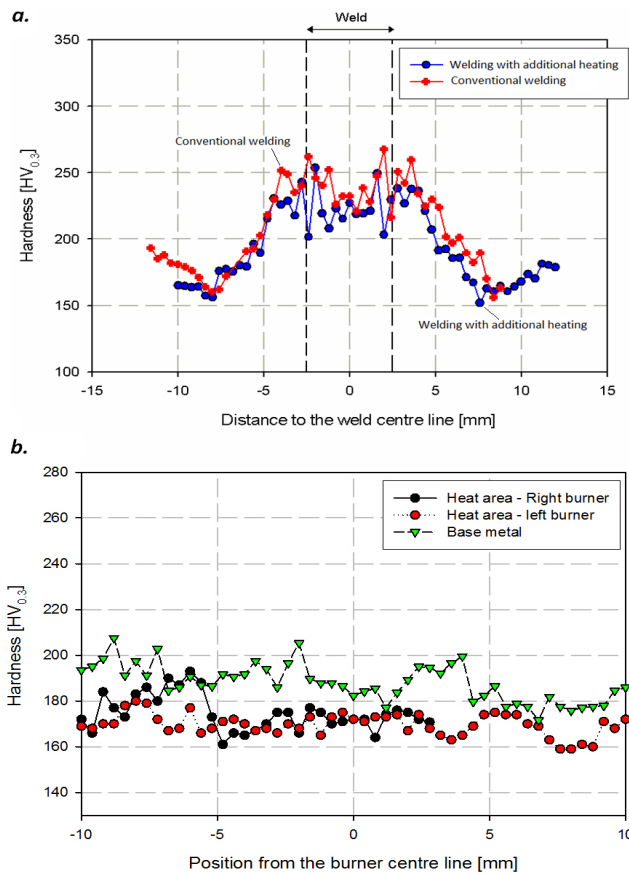 a.
Weld
350
300
250
200
150
100
Hardness [HV0.3]
Welding with additional heating
Conventional welding
Conventional welding
Welding with additional heating
-15 -10 -5 0 5 10 15
Distance to the weld centre line [mm]
b.
280
260
240
220
200
180
160
140
Hardness [HV0.3]
Heat area - Right burner
Heat area - left burner
Base metal
-10 -5 0 5 10
Position from the burner centre line [mm]